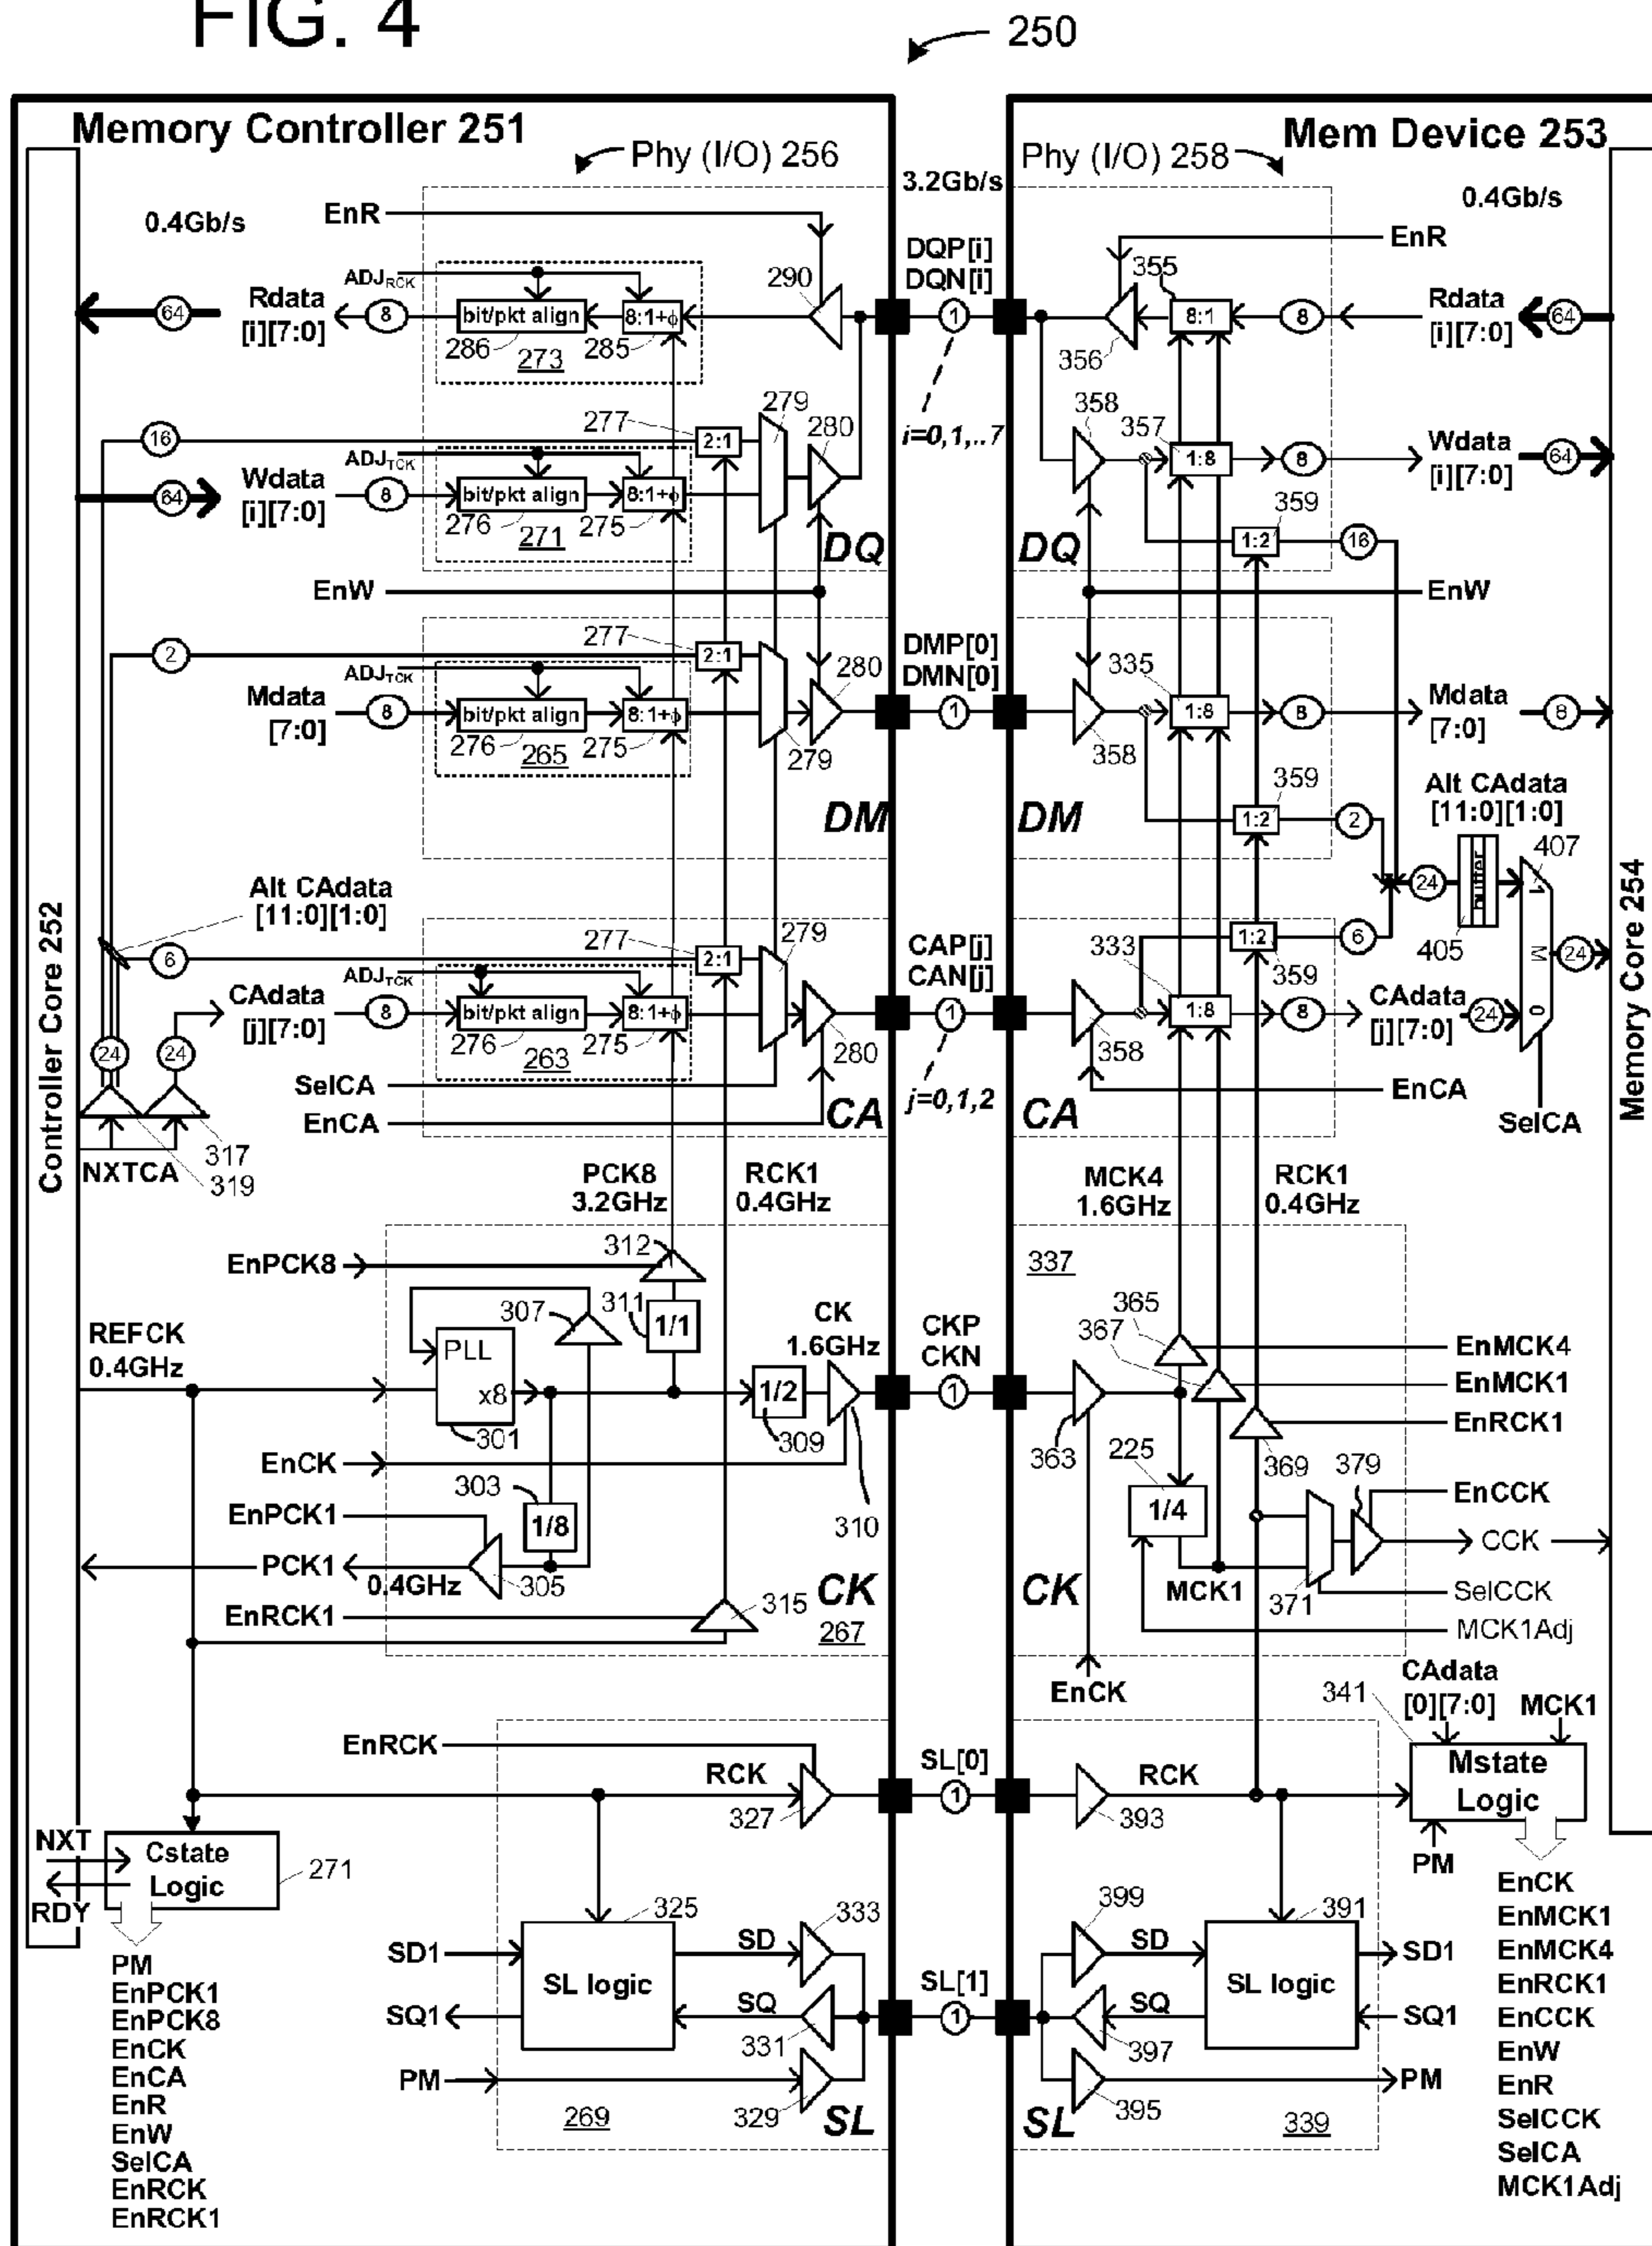 FIG. 4
250
Memory Controller 251
Mem Device 253
Phy (I/O) 256
Phy (I/O) 258
3.2Gb/s
0.4Gb/s
0.4Gb/s
EnR
EnR
DQP[i]
DQN[i]
290
355
ADJRCK
64
Rdata
[i][7:0]
8
bit/pkt align
8:1+ϕ
286
273
285
1
8:1
356
8
Rdata
[i][7:0]
64
i=0,1,..7
16
277
2:1
279
280
358
357
1:8
8
Wdata
[i][7:0]
64
ADJTCK
64
Wdata
[i][7:0]
8
bit/pkt align
8:1+ϕ
276
271
275
DQ
DQ
359
1:2
16
EnW
EnW
2
277
2:1
DMP[0]
DMN[0]
335
ADJTCK
280
Mdata
[7:0]
8
bit/pkt align
8:1+ϕ
276
265
275
279
1
358
1:8
8
Mdata
[7:0]
8
359
1:2
2
DM
DM
Alt CAdata
[11:0][1:0]
407
24
buffer
405
1
M
0
24
Alt CAdata
[11:0][1:0]
6
277
2:1
279
CAP[j]
CAN[j]
333
1:2
6
359
ADJTCK
CAdata
[j][7:0]
8
bit/pkt align
8:1+ϕ
276
263
275
280
1
358
1:8
8
CAdata
[j][7:0]
24
24
24
SelCA
EnCA
j=0,1,2
CA
CA
EnCA
SelCA
Controller Core 252
Memory Core 254
NXTCA
317
319
PCK8
3.2GHz
RCK1
0.4GHz
MCK4
1.6GHz
RCK1
0.4GHz
EnPCK8
312
337
307
311
1/1
CK
1.6GHz
CKP
CKN
365
367
REFCK
0.4GHz
PLL
x8
301
1/2
309
1
363
EnMCK4
EnMCK1
EnRCK1
EnCK
303
1/8
310
225
1/4
369
379
EnCCK
EnPCK1
PCK1
0.4GHz
305
CCK
MCK1
371
SelCCK
MCK1Adj
EnRCK1
315
CK
267
CK
EnCK
CAdata
[0][7:0]
MCK1
341
EnRCK
RCK
327
SL[0]
1
RCK
393
Mstate
Logic
PM
NXT
RDY
Cstate
Logic
271
325
333
399
391
SD1
SQ1
SL logic
SD
SQ
331
SL[1]
1
SD
SQ
397
SL logic
SD1
SQ1
PM
329
395
PM
269
SL
SL
339
PM
EnPCK1
EnPCK8
EnCK
EnCA
EnR
EnW
SelCA
EnRCK
EnRCK1
EnCK
EnMCK1
EnMCK4
EnRCK1
EnCCK
EnW
EnR
SelCCK
SelCA
MCK1Adj